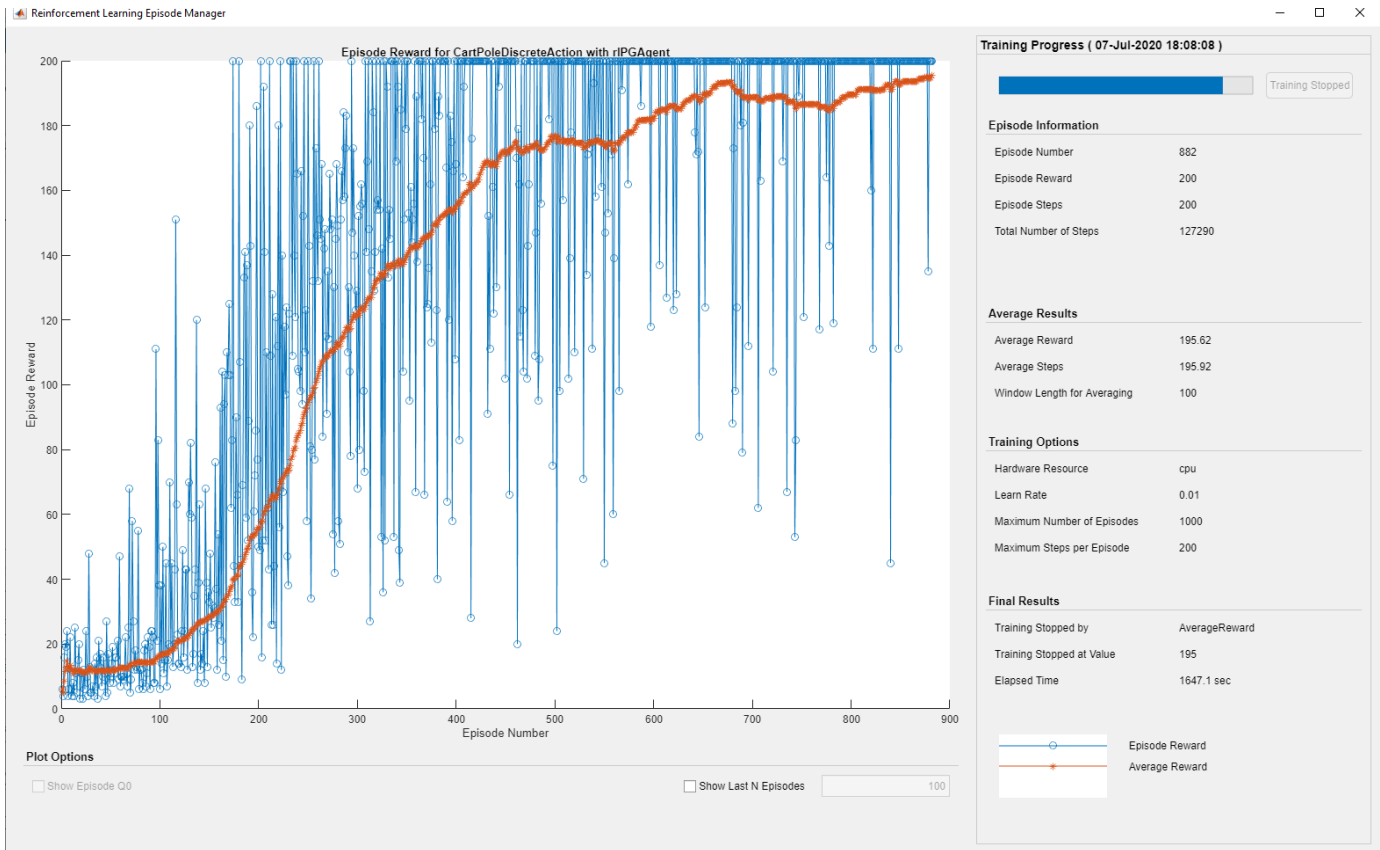 Reinforcement Learning Episode Manager
Episode Reward for CartPoleDiscreteAction with rlPGAgent
200
180
160
140
120
100
80
60
40
20
0
Episode Reward
0 100 200 300 400 500 600 700 800 900
Episode Number
Plot Options
Show Episode Q0
Show Last N Episodes 100
Training Progress ( 07-Jul-2020 18:08:08 )
Training Stopped
Episode Information
Episode Number 882
Episode Reward 200
Episode Steps 200
Total Number of Steps 127290
Average Results
Average Reward 195.62
Average Steps 195.92
Window Length for Averaging 100
Training Options
Hardware Resource cpu
Learn Rate 0.01
Maximum Number of Episodes 1000
Maximum Steps per Episode 200
Final Results
Training Stopped by AverageReward
Training Stopped at Value 195
Elapsed Time 1647.1 sec
Episode Reward
Average Reward